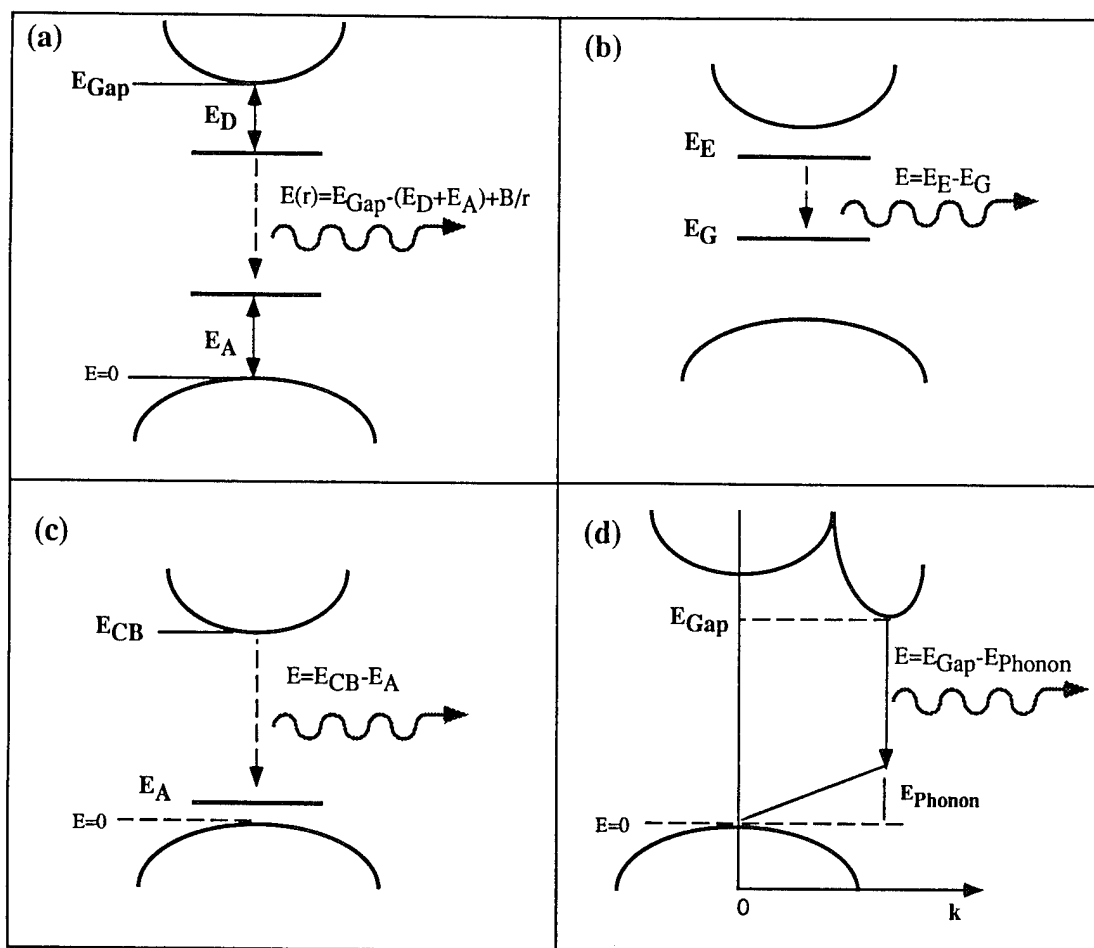 (a)
E_Gap
E_D
E(r)=E_Gap-(E_D+E_A)+B/r
E_A
E=0
(b)
E_E
E=E_E-E_G
E_G
(c)
E_CB
E=E_CB-E_A
E_A
E=0
(d)
E_Gap
E=E_Gap-E_Phonon
E_Phonon
E=0
0
k